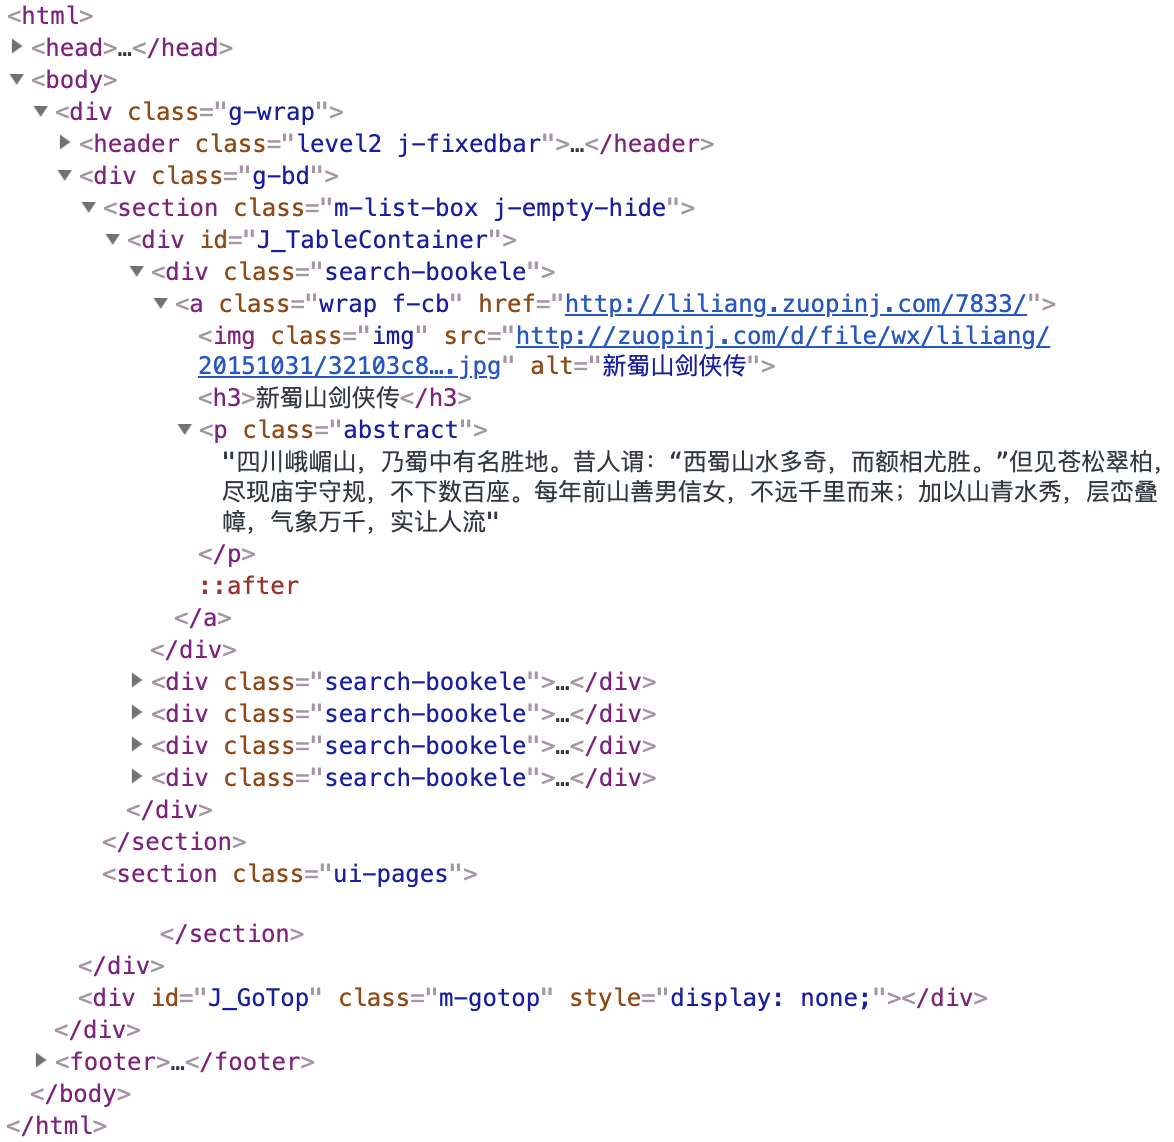 <html>
<head>…</head>
<body>
<div class="g-wrap">
<header class="level2 j-fixedbar">…</header>
<div class="g-bd">
<section class="m-list-box j-empty-hide">
<div id="J_TableContainer">
<div class="search-bookele">
<a class="wrap f-cb" href="http://liliang.zuopinj.com/7833/">
<img class="img" src="http://zuopinj.com/d/file/wx/liliang/
20151031/32103c8….jpg" alt="新蜀山剑侠传">
<h3>新蜀山剑侠传</h3>
<p class="abstract">
"四川峨嵋山，乃蜀中有名胜地。昔人谓：“西蜀山水多奇，而额相尤胜。”但见苍松翠柏，
尽现庙宇守规，不下数百座。每年前山善男信女，不远千里而来；加以山青水秀，层峦叠
嶂，气象万千，实让人流"
</p>
::after
</a>
</div>
<div class="search-bookele">…</div>
<div class="search-bookele">…</div>
<div class="search-bookele">…</div>
<div class="search-bookele">…</div>
</div>
</section>
<section class="ui-pages">
</section>
</div>
<div id="J_GoTop" class="m-gotop" style="display: none;"></div>
</div>
<footer>…</footer>
</body>
</html>